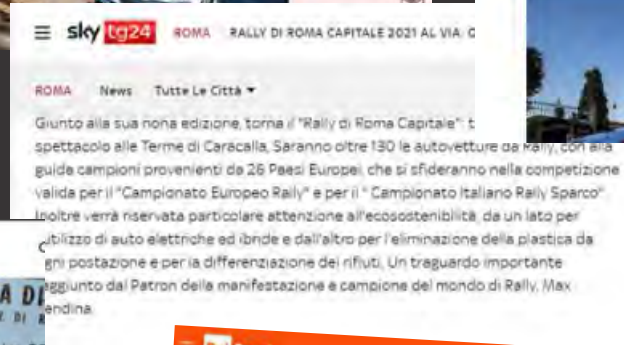 sky tg24 ROMA RALLY DI ROMA CAPITALE 2021 AL VIA
ROMA News Tutte Le Città
Giunto alla sua nona edizione, torna il "Rally di Roma Capitale":
spettacolo alle Terme di Caracalla, Saranno oltre 130 le autovetture da Rally, con alla
guida campioni provenienti da 26 Paesi Europei, che si sfideranno nella competizione
valida per il "Campionato Europeo Rally" e per il " Campionato Italiano Rally Sparco"
Inoltre verrà riservata particolare attenzione all'ecosostenibilità, da un lato per
utilizzo di auto elettriche ed ibride e dall'altro per l'eliminazione della plastica da
gni postazione e per la differenziazione dei rifiuti. Un traguardo importante
aggiunto dal Patron della manifestazione e campione del mondo di Rally, Max
endina
A DI